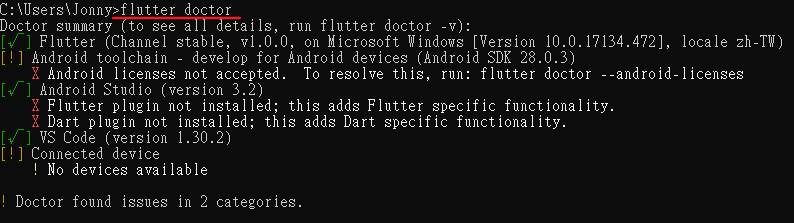 C:\Users\Jonny>flutter doctor
Doctor summary (to see all details, run flutter doctor -v):
[√] Flutter (Channel stable, v1.0.0, on Microsoft Windows [Version 10.0.17134.472], locale zh-TW)
[!] Android toolchain - develop for Android devices (Android SDK 28.0.3)
    X Android licenses not accepted.  To resolve this, run: flutter doctor --android-licenses
[√] Android Studio (version 3.2)
    X Flutter plugin not installed; this adds Flutter specific functionality.
    X Dart plugin not installed; this adds Dart specific functionality.
[√] VS Code (version 1.30.2)
[!] Connected device
    ! No devices available
! Doctor found issues in 2 categories.